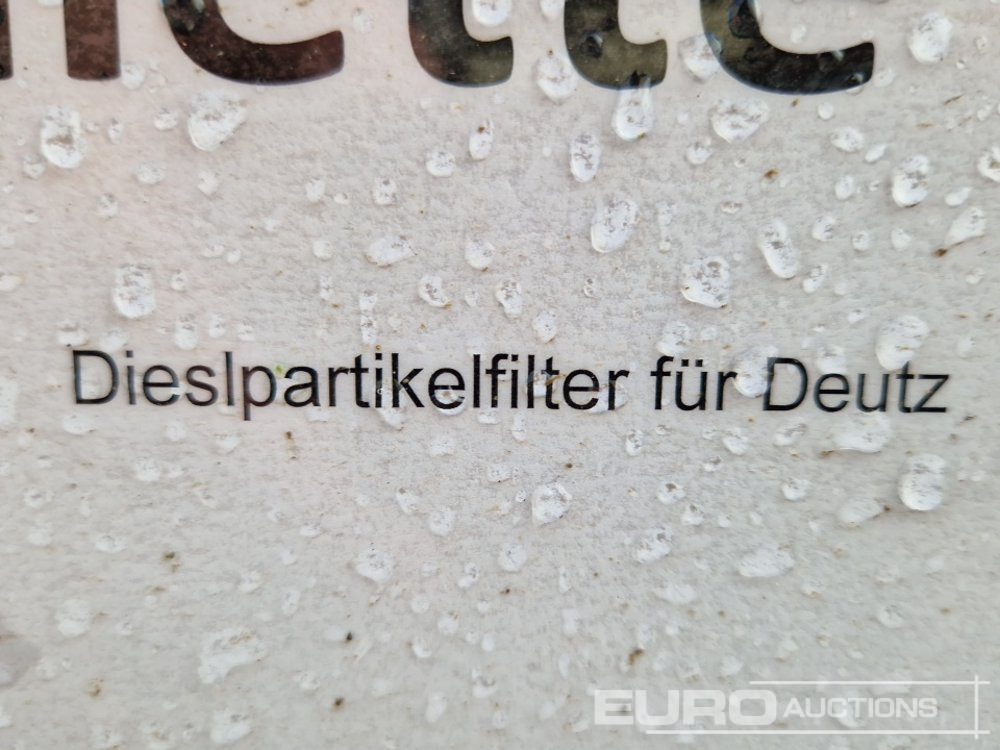 Dieslpartikelfilter für Deutz
EURO AUCTIONS